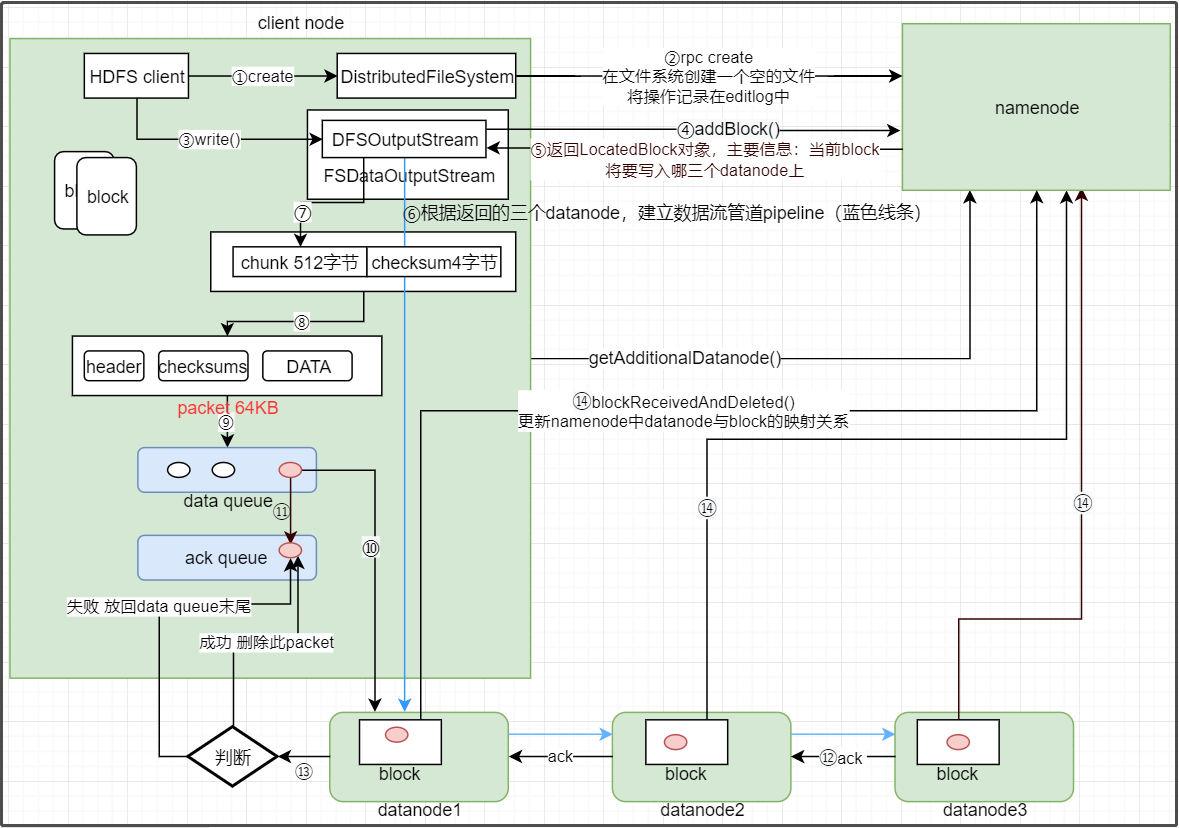 client node
HDFS client
①create
DistributedFileSystem
②rpc create
在文件系统创建一个空的文件
将操作记录在editlog中
namenode
③write()
DFSOutputStream
FSDataOutputStream
④addBlock()
⑤返回LocatedBlock对象，主要信息：当前block
将要写入哪三个datanode上
bl
block
⑥根据返回的三个datanode，建立数据流管道pipeline（蓝色线条）
⑦
chunk 512字节
checksum4字节
⑧
header
checksums
DATA
packet 64KB
getAdditionalDatanode()
⑨
⑭blockReceivedAndDeleted()
更新namenode中datanode与block的映射关系
data queue
⑪
⑩
⑭
⑭
ack queue
失败 放回data queue末尾
成功 删除此packet
判断
⑬
block
datanode1
ack
block
datanode2
⑫ack
block
datanode3